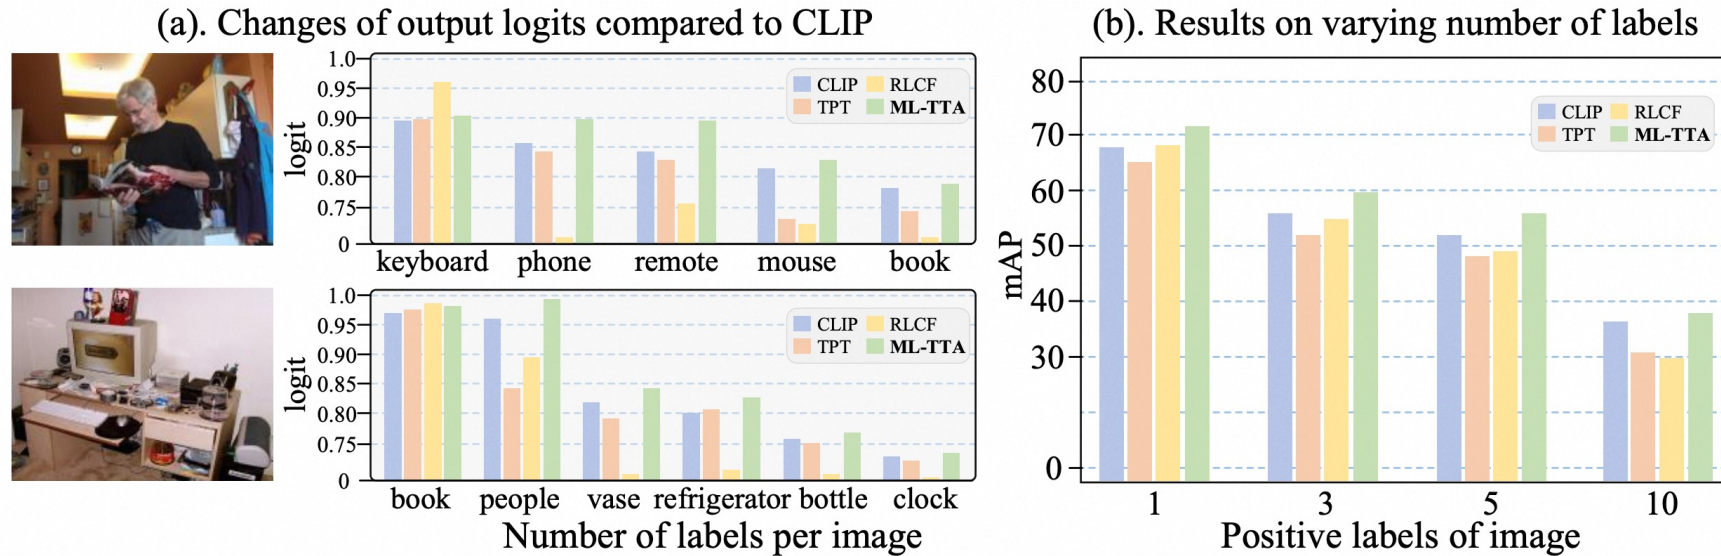 (a). Changes of output logits compared to CLIP
1.0
0.95
0.90
0.85
0.80
0.75
0
logit
CLIP RLCF
TPT ML-TTA
keyboard phone remote mouse book
1.0
0.95
0.90
0.85
0.80
0.75
0
logit
CLIP RLCF
TPT ML-TTA
book people vase refrigerator bottle clock
Number of labels per image
(b). Results on varying number of labels
80
70
60
50
40
30
0
mAP
CLIP RLCF
TPT ML-TTA
1 3 5 10
Positive labels of image